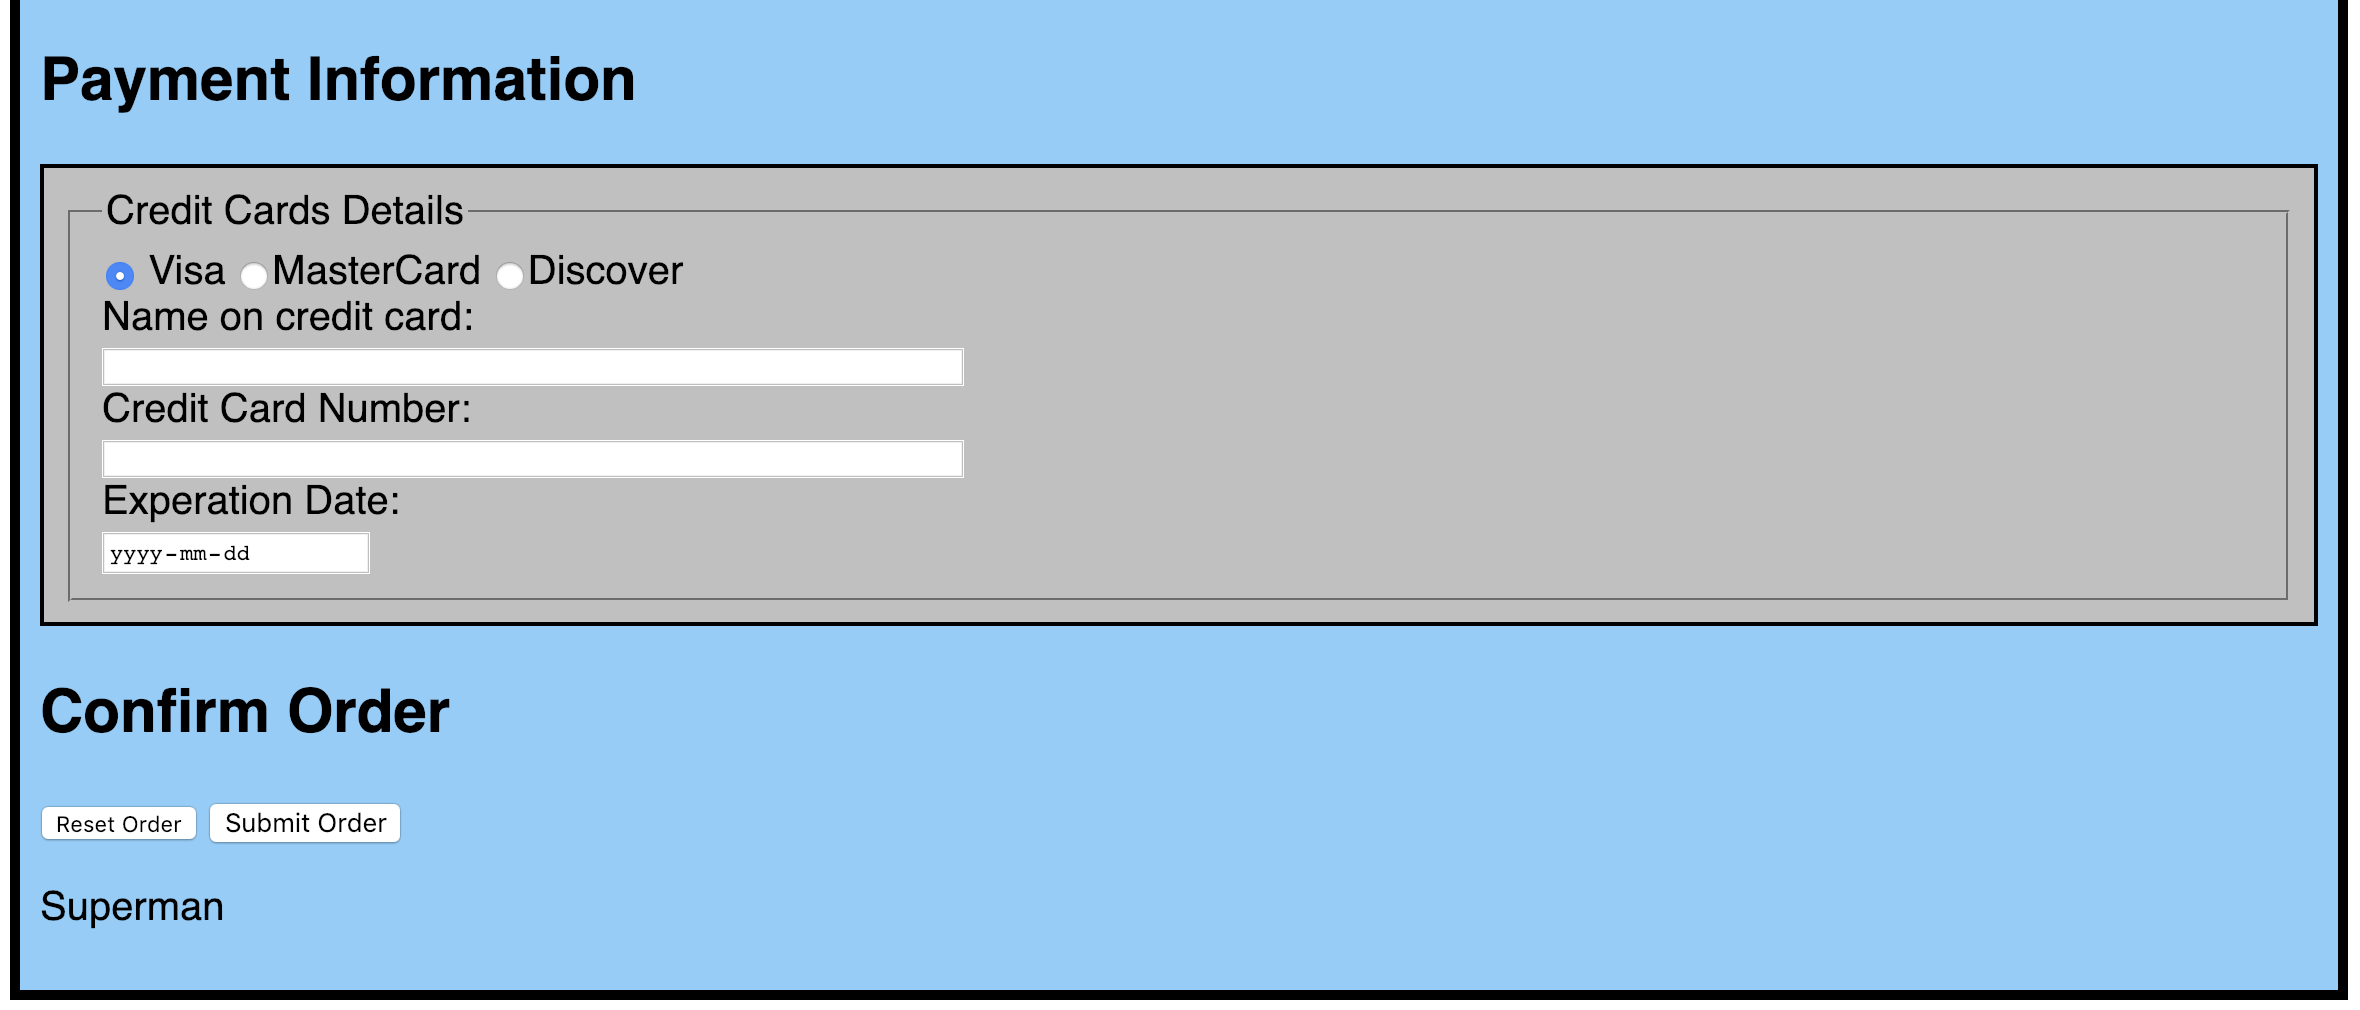 Payment Information
Credit Cards Details
Visa MasterCard Discover
Name on credit card:
Credit Card Number:
Experation Date:
yyyy-mm-dd
Confirm Order
Reset Order Submit Order
Superman